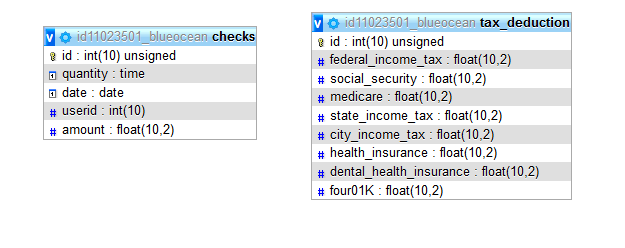 v id11023501_blueocean checks
id : int(10) unsigned
quantity : time
date : date
# userid : int(10)
# amount : float(10,2)
v id11023501_blueocean tax_deduction
id : int(10) unsigned
# federal_income_tax : float(10,2)
# social_security : float(10,2)
# medicare : float(10,2)
# state_income_tax : float(10,2)
# city_income_tax : float(10,2)
# health_insurance : float(10,2)
# dental_health_insurance : float(10,2)
# four01K : float(10,2)